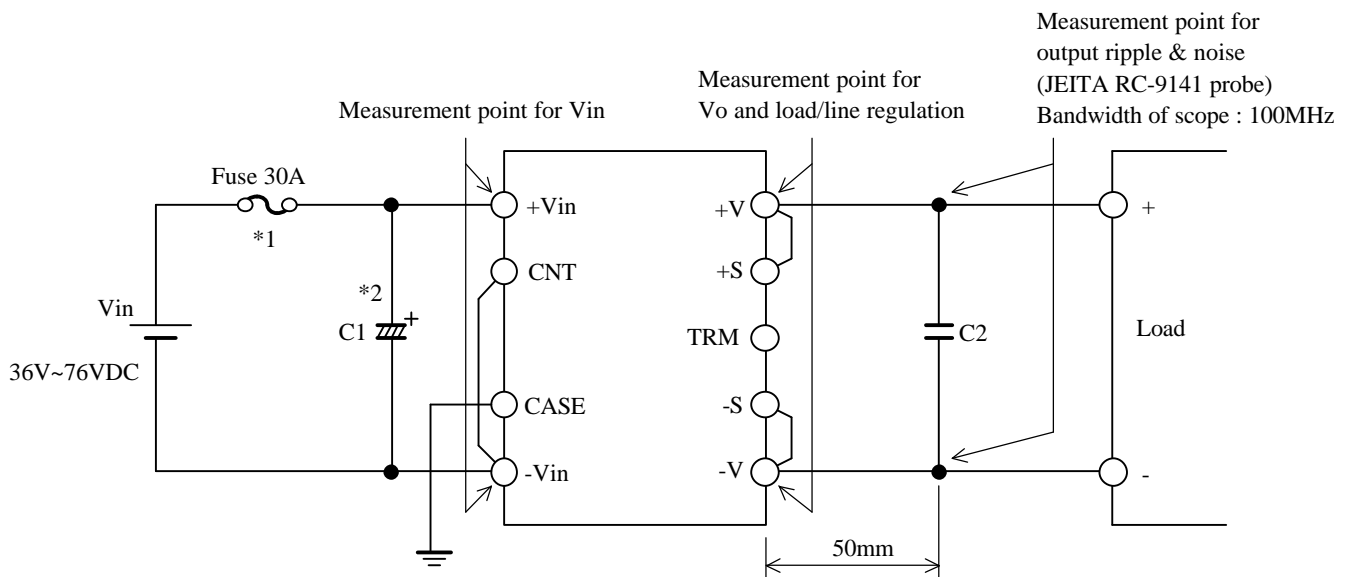 Measurement point for
output ripple & noise
(JEITA RC-9141 probe)
Bandwidth of scope : 100MHz
Measurement point for
Vo and load/line regulation
Measurement point for Vin
Fuse 30A
*1
+Vin
+V
+
CNT
+S
*2
C1
+
Vin
36V~76VDC
TRM
C2
Load
CASE
-S
-Vin
-V
-
50mm